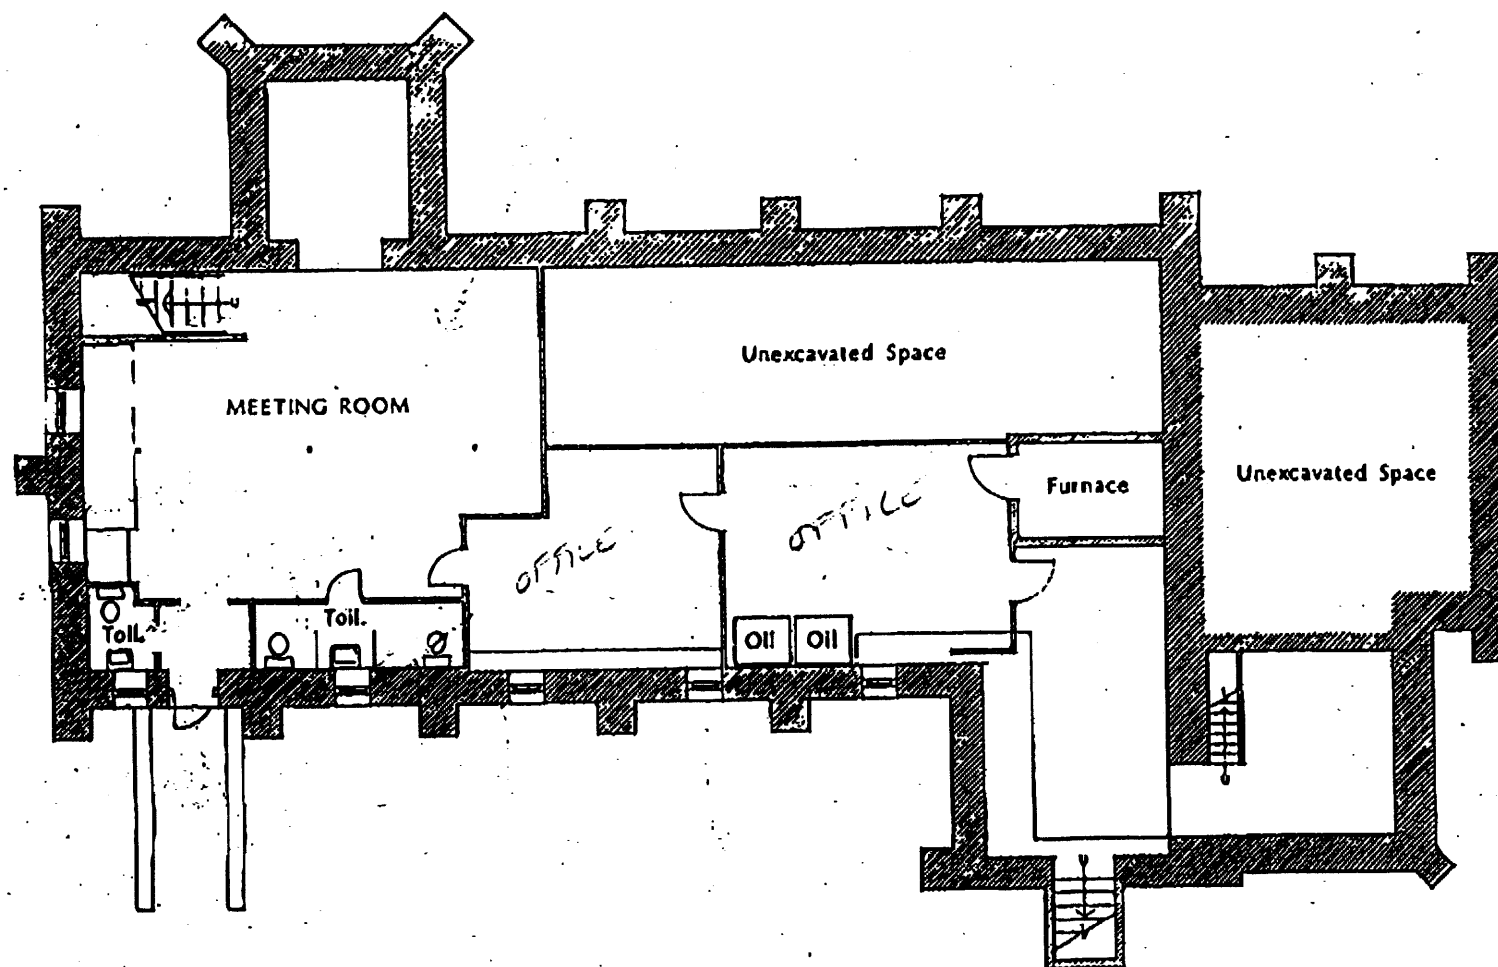 Unexcavated Space
MEETING ROOM
Unexcavated Space
Furnace
OFFICE
OFFICE
Toil.
Toil.
Oil
Oil
U
U
U